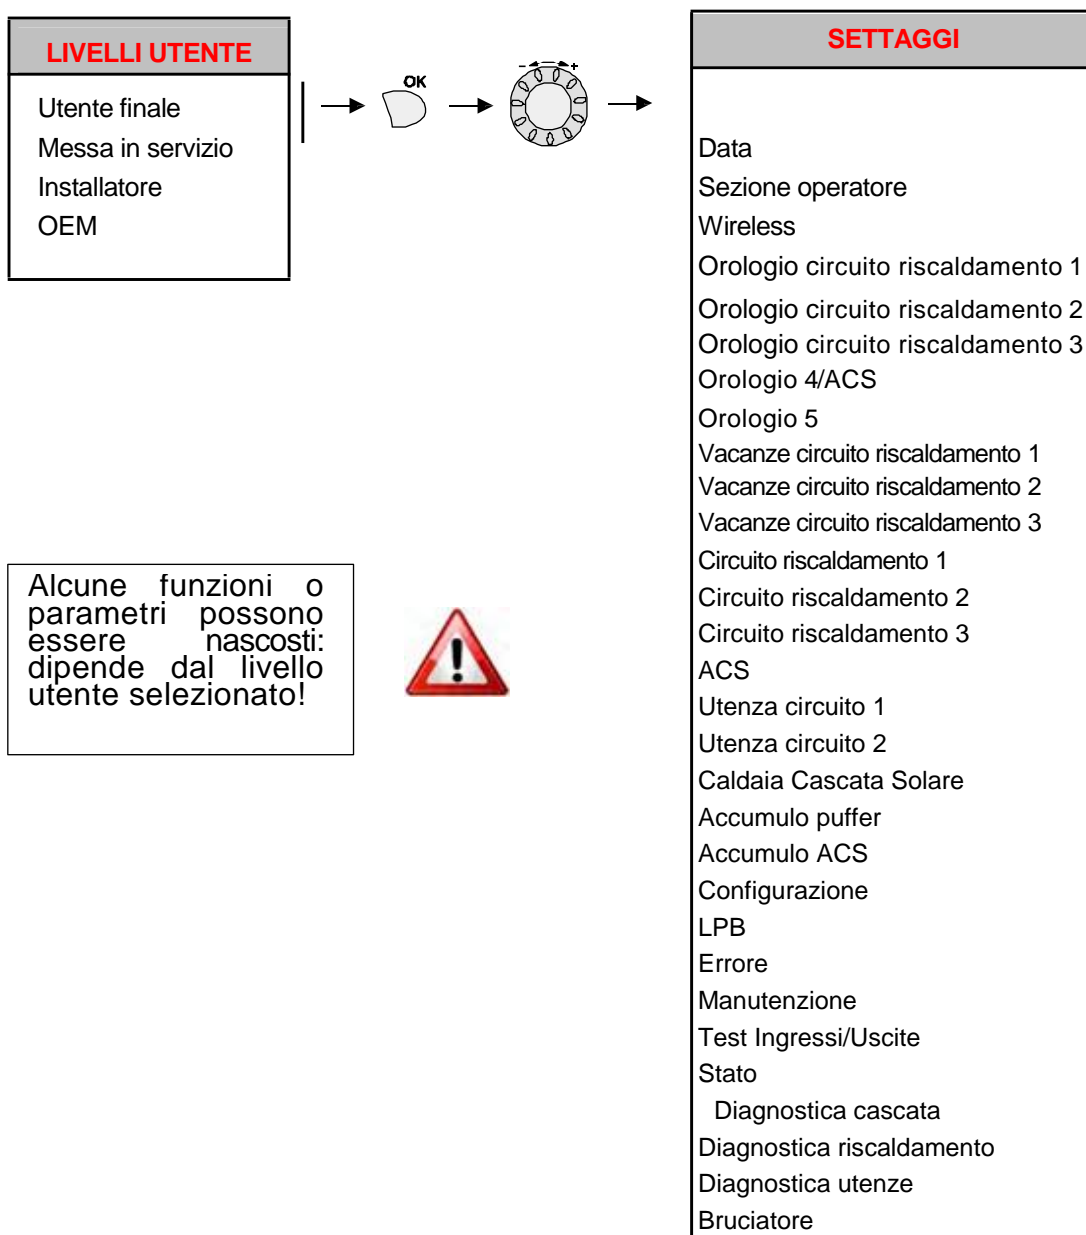 LIVELLI UTENTE
Utente finale
Messa in servizio
Installatore
OEM
OK
- +
SETTAGGI
Data
Sezione operatore
Wireless
Orologio circuito riscaldamento 1
Orologio circuito riscaldamento 2
Orologio circuito riscaldamento 3
Orologio 4/ACS
Orologio 5
Vacanze circuito riscaldamento 1
Vacanze circuito riscaldamento 2
Vacanze circuito riscaldamento 3
Circuito riscaldamento 1
Circuito riscaldamento 2
Circuito riscaldamento 3
ACS
Utenza circuito 1
Utenza circuito 2
Caldaia Cascata Solare
Accumulo puffer
Accumulo ACS
Configurazione
LPB
Errore
Manutenzione
Test Ingressi/Uscite
Stato
Diagnostica cascata
Diagnostica riscaldamento
Diagnostica utenze
Bruciatore
Alcune funzioni o
parametri possono
essere nascosti:
dipende dal livello
utente selezionato!
!